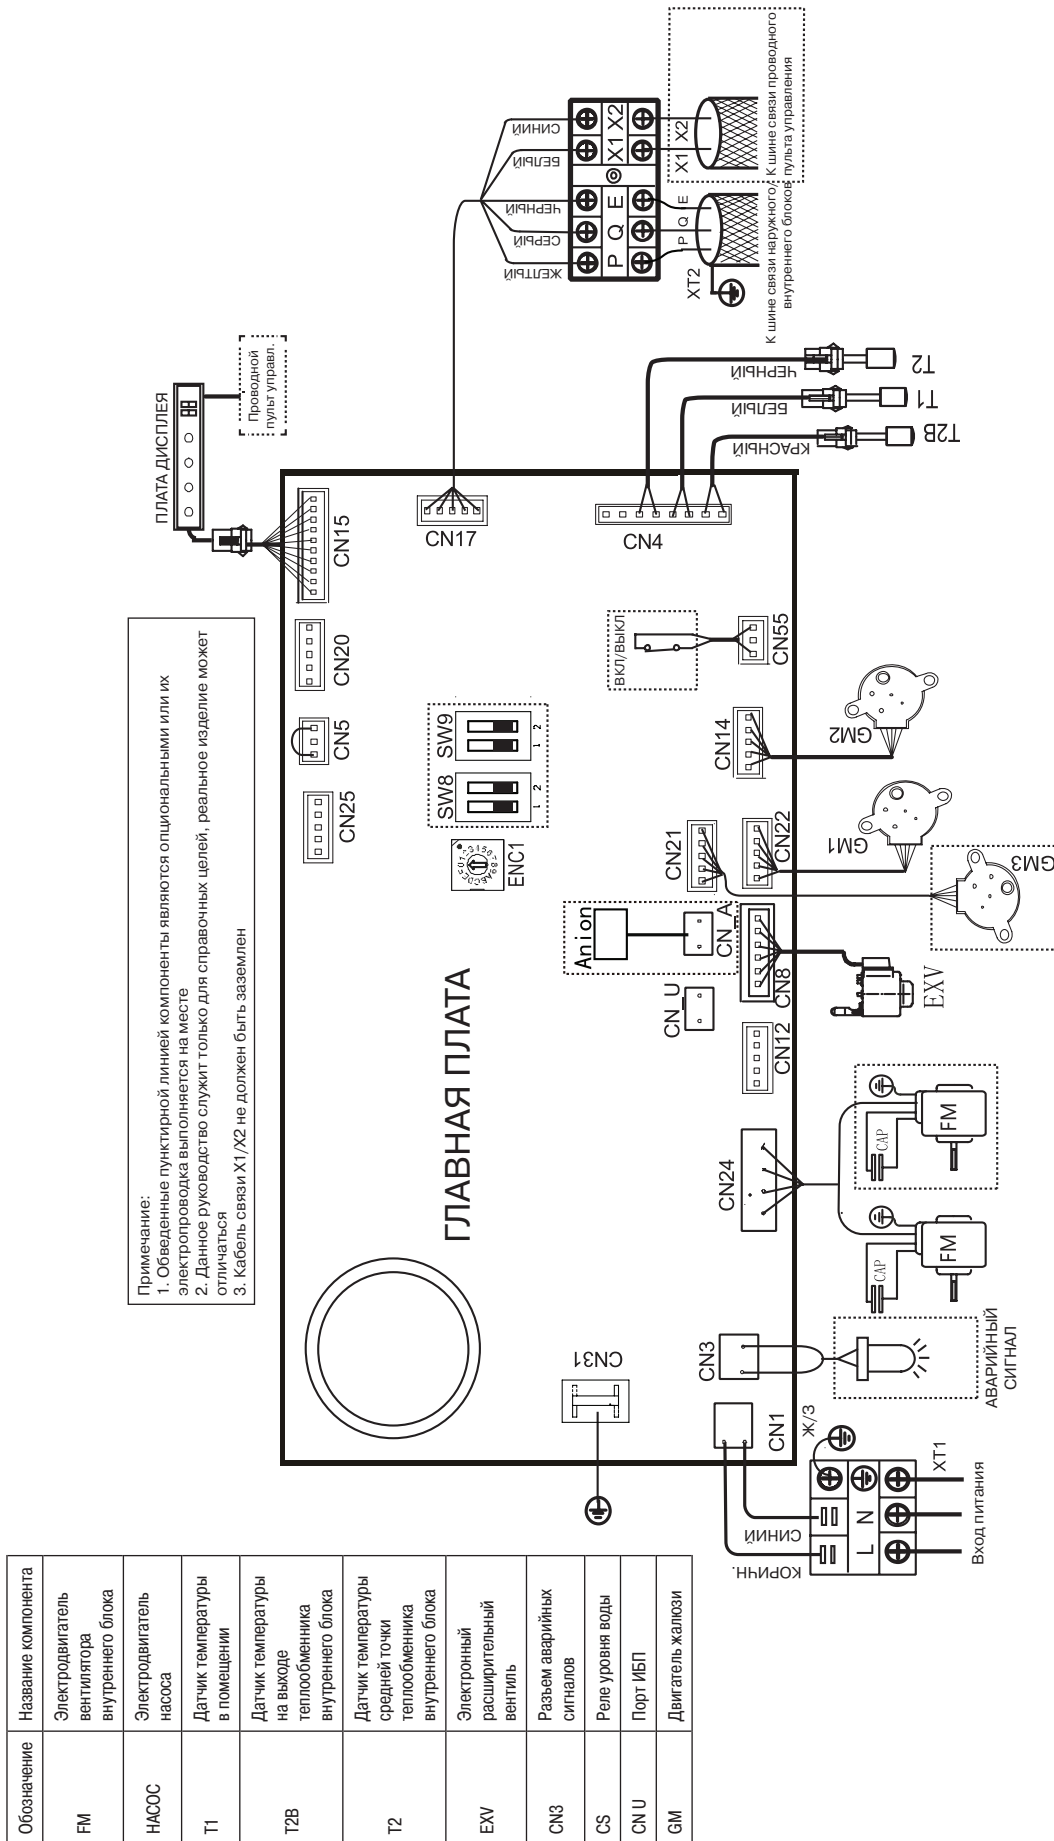 Примечание:
1. Обведенные пунктирной линией компоненты являются опциональными или их
электропроводка выполняется на месте
2. Данное руководство служит только для справочных целей, реальное изделие может
отличаться
3. Кабель связи X1/X2 не должен быть заземлен
ПЛАТА ДИСПЛЕЯ
Проводной
пульт управл.
CN25
CN5
CN20
CN15
CN17
CN4
ENC1
SW8
1 2
SW9
1 2
ГЛАВНАЯ ПЛАТА
ВКЛ/ВЫКЛ
CN55
CN14
CN21
CN22
Anion
CN_A
CN_U
CN8
CN12
CN24
CN3
CN31
CN1
СИНИЙ
БЕЛЫЙ
ЧЕРНЫЙ
СЕРЫЙ
ЖЕЛТЫЙ
P Q E X1 X2
P Q E
X1 X2
XT2
К шине связи наружного/
внутреннего блоков
К шине связи проводного
пульта управления
ЧЕРНЫЙ
T2
БЕЛЫЙ
T1
КРАСНЫЙ
T2B
GM2
GM1
GM3
EXV
CAP
FM
CAP
FM
АВАРИЙНЫЙ
СИГНАЛ
Ж/З
СИНИЙ
КОРИЧН.
L N
XT1
Вход питания
Обозначение Название компонента
FM Электродвигатель
вентилятора
внутреннего блока
НАСОС Электродвигатель
насоса
T1 Датчик температуры
в помещении
T2B Датчик температуры
на выходе
теплообменника
внутреннего блока
T2 Датчик температуры
средней точки
теплообменника
внутреннего блока
EXV Электронный
расширительный
вентиль
CN3 Разъем аварийных
сигналов
CS Реле уровня воды
CN U Порт ИБП
GM Двигатель жалюзи